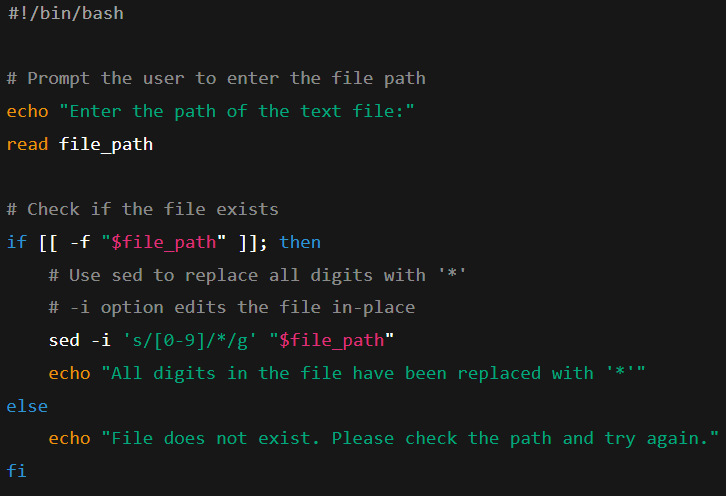 #!/bin/bash
# Prompt the user to enter the file path
echo "Enter the path of the text file:"
read file_path
# Check if the file exists
if [[ -f "$file_path" ]]; then
    # Use sed to replace all digits with '*'
    # -i option edits the file in-place
    sed -i 's/[0-9]/*/g' "$file_path"
    echo "All digits in the file have been replaced with '*'"
else
    echo "File does not exist. Please check the path and try again."
fi